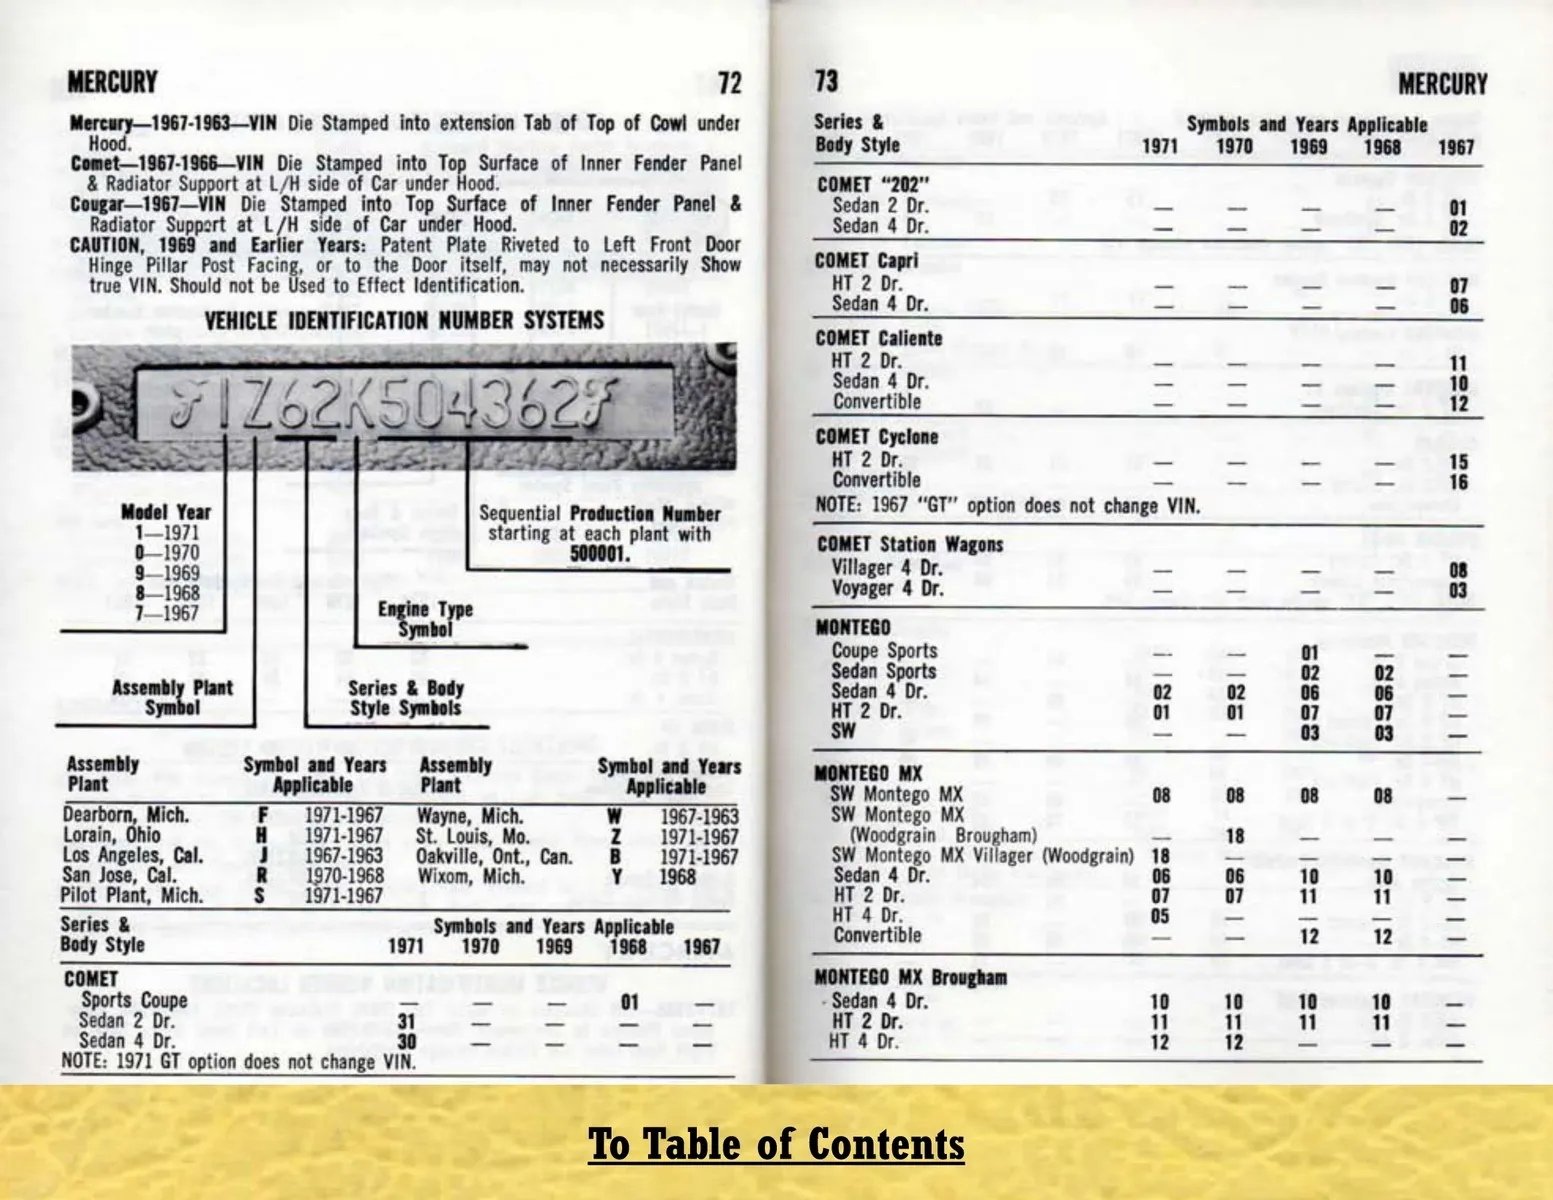 MERCURY 72
Mercury—1967-1963—VIN Die Stamped into extension Tab of Top of Cowl under
Hood.
Comet—1967-1966—VIN Die Stamped into Top Surface of Inner Fender Panel
& Radiator Support at L/H side of Car under Hood.
Cougar—1967—VIN Die Stamped into Top Surface of Inner Fender Panel &
Radiator Support at L/H side of Car under Hood.
CAUTION, 1969 and Earlier Years: Patent Plate Riveted to Left Front Door
Hinge Pillar Post Facing, or to the Door itself, may not necessarily Show
true VIN. Should not be Used to Effect Identification.
VEHICLE IDENTIFICATION NUMBER SYSTEMS
F1Z62K504362F
Model Year
1—1971
0—1970
9—1969
8—1968
7—1967
Sequential Production Number
starting at each plant with
500001.
Engine Type
Symbol
Assembly Plant
Symbol
Series & Body
Style Symbols
Assembly Symbol and Years Assembly Symbol and Years
Plant Applicable Plant Applicable
Dearborn, Mich. F 1971-1967 Wayne, Mich. W 1967-1963
Lorain, Ohio H 1971-1967 St. Louis, Mo. Z 1971-1967
Los Angeles, Cal. J 1967-1963 Oakville, Ont., Can. B 1971-1967
San Jose, Cal. R 1970-1968 Wixom, Mich. Y 1968
Pilot Plant, Mich. S 1971-1967
Series & Symbols and Years Applicable
Body Style 1971 1970 1969 1968 1967
COMET
Sports Coupe — — — 01 —
Sedan 2 Dr. 31 — — — —
Sedan 4 Dr. 30 — — — —
NOTE: 1971 GT option does not change VIN.
73 MERCURY
Series & Symbols and Years Applicable
Body Style 1971 1970 1969 1968 1967
COMET “202”
Sedan 2 Dr. — — — — 01
Sedan 4 Dr. — — — — 02
COMET Capri
HT 2 Dr. — — — — 07
Sedan 4 Dr. — — — — 06
COMET Caliente
HT 2 Dr. — — — — 11
Sedan 4 Dr. — — — — 10
Convertible — — — — 12
COMET Cyclone
HT 2 Dr. — — — — 15
Convertible — — — — 16
NOTE: 1967 “GT” option does not change VIN.
COMET Station Wagons
Villager 4 Dr. — — — — 08
Voyager 4 Dr. — — — — 03
MONTEGO
Coupe Sports — — 01 — —
Sedan Sports — — 02 02 —
Sedan 4 Dr. 02 02 06 06 —
HT 2 Dr. 01 01 07 07 —
SW — — 03 03 —
MONTEGO MX
SW Montego MX 08 08 08 08 —
SW Montego MX
(Woodgrain Brougham) — 18 — — —
SW Montego MX Villager (Woodgrain) 18 — — — —
Sedan 4 Dr. 06 06 10 10 —
HT 2 Dr. 07 07 11 11 —
HT 4 Dr. 05 — — — —
Convertible — — 12 12 —
MONTEGO MX Brougham
Sedan 4 Dr. 10 10 10 10 —
HT 2 Dr. 11 11 11 11 —
HT 4 Dr. 12 12 — — —
To Table of Contents